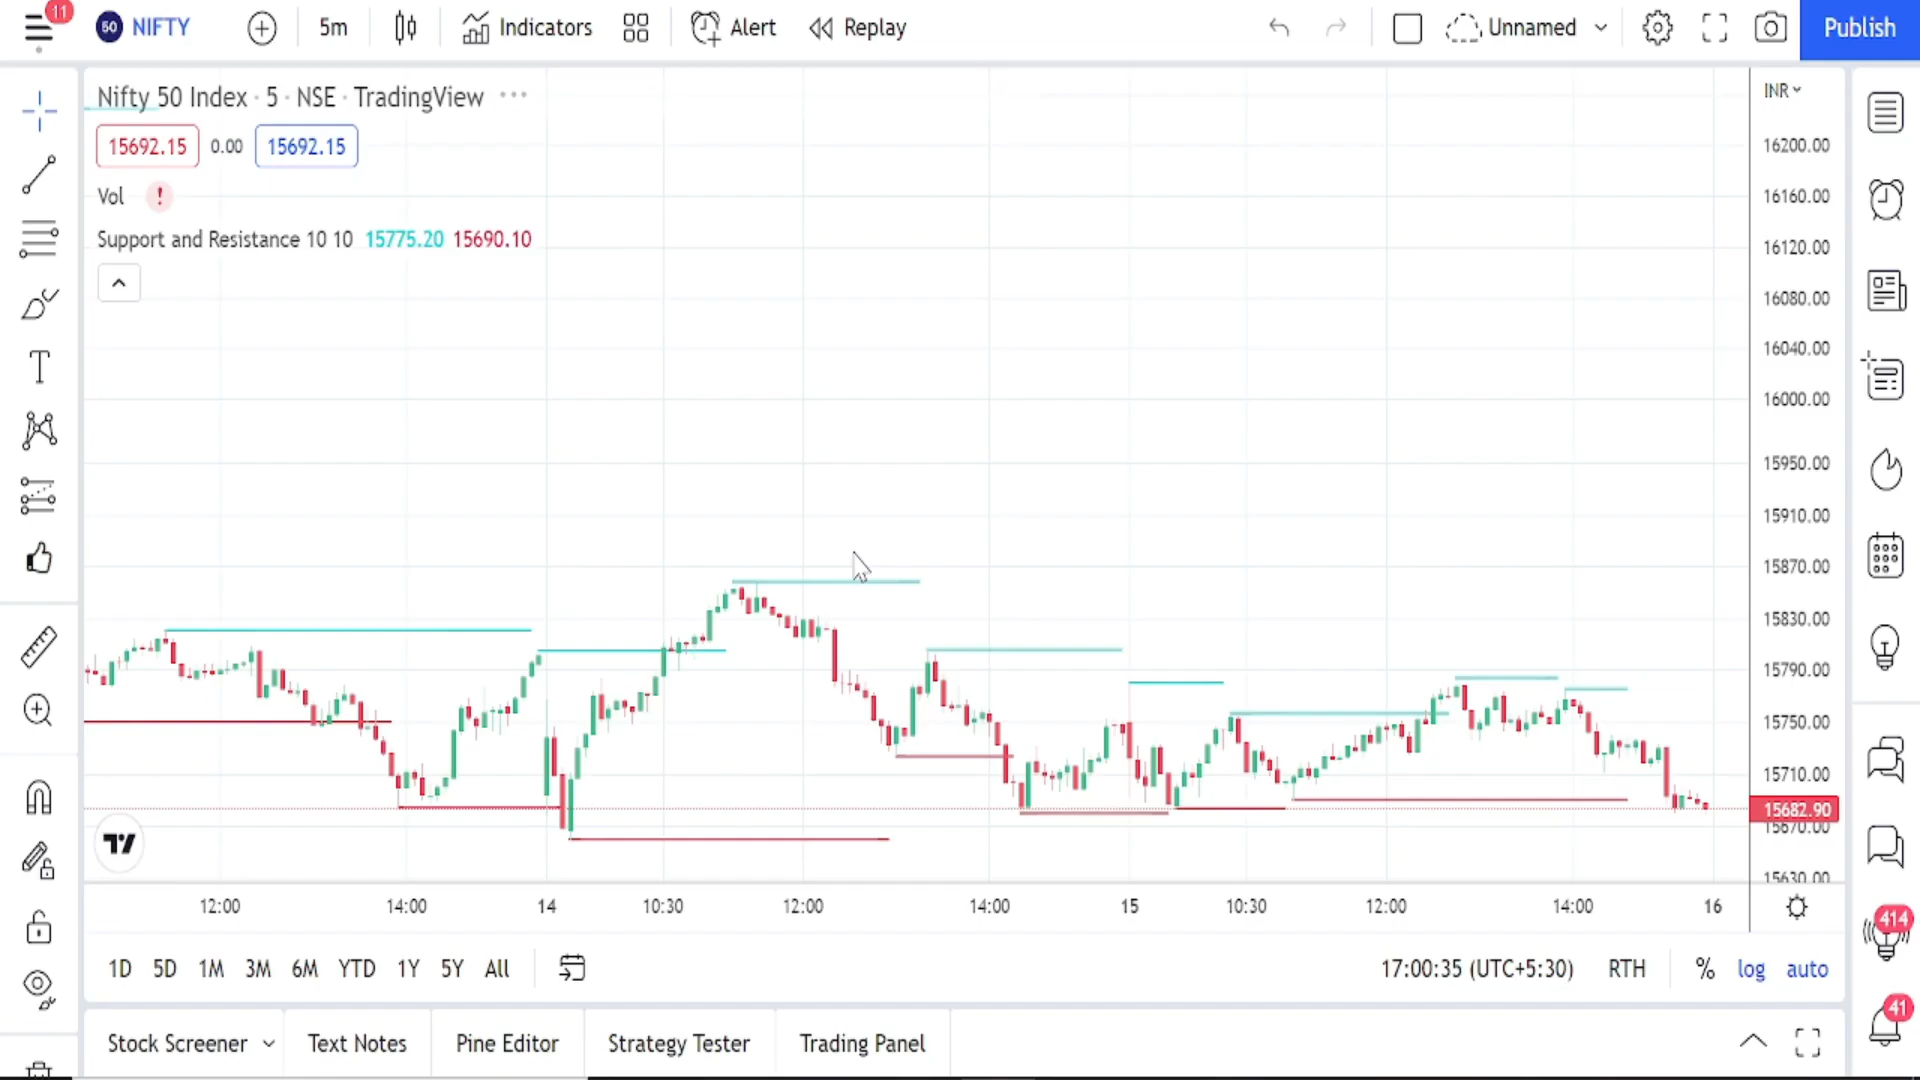 11
50 NIFTY 5m Indicators Alert Replay Unnamed Publish
Nifty 50 Index · 5 · NSE · TradingView ···
INR
15692.15 0.00 15692.15
Vol !
Support and Resistance 10 10 15775.20 15690.10
16200.00
16160.00
16120.00
16080.00
16040.00
16000.00
15950.00
15910.00
15870.00
15830.00
15790.00
15750.00
15710.00
15682.90
15670.00
15630.00
T
12:00 14:00 14 10:30 12:00 14:00 15 10:30 12:00 14:00 16
414
1D 5D 1M 3M 6M YTD 1Y 5Y All 17:00:35 (UTC+5:30) RTH % log auto
41
Stock Screener Text Notes Pine Editor Strategy Tester Trading Panel